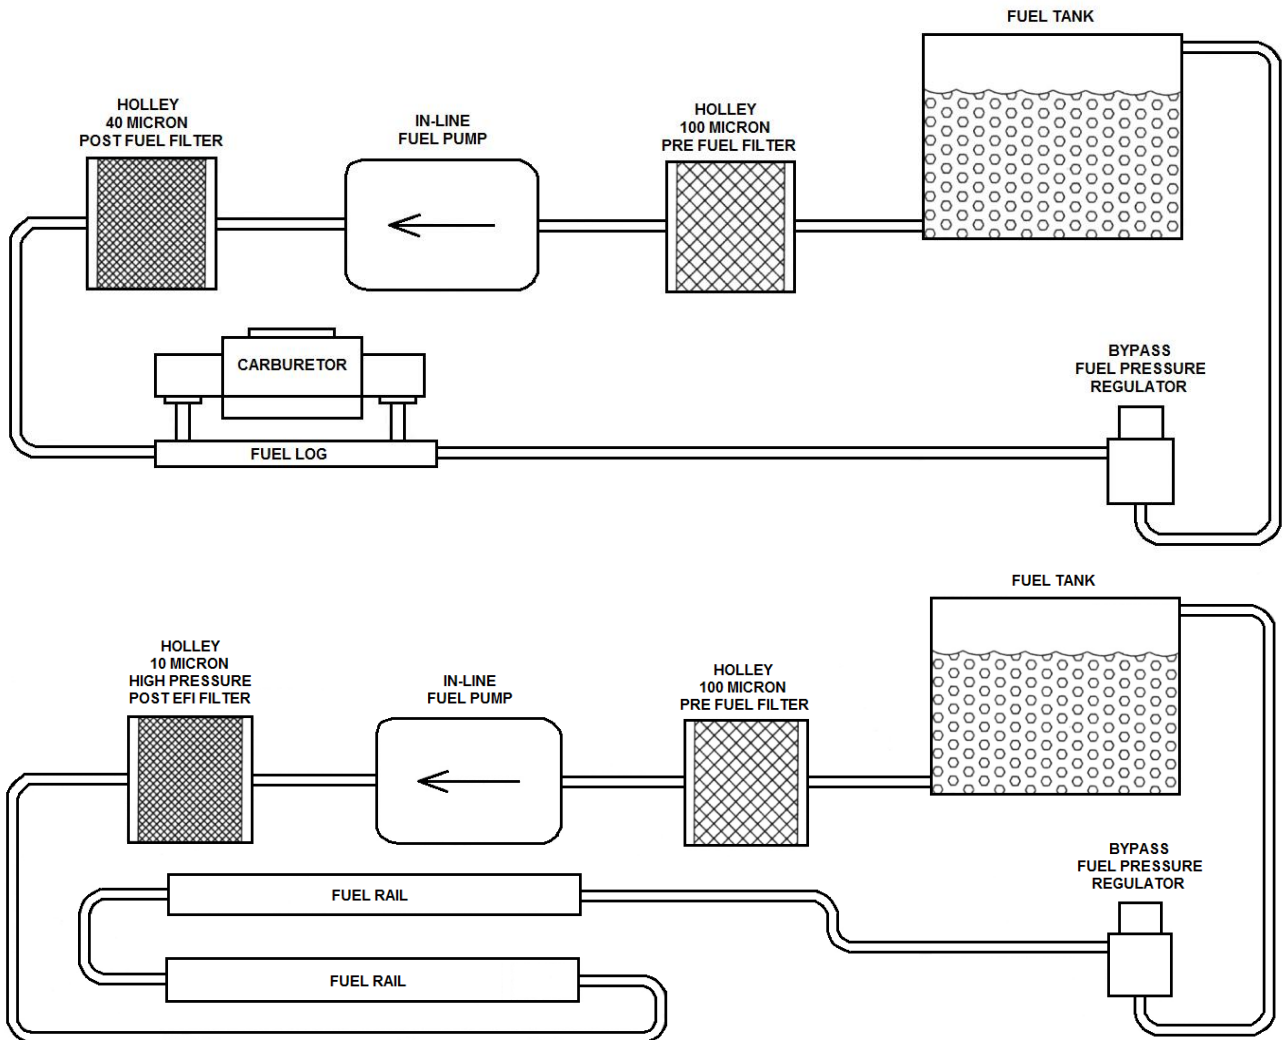 FUEL TANK
HOLLEY
40 MICRON
POST FUEL FILTER
IN-LINE
FUEL PUMP
HOLLEY
100 MICRON
PRE FUEL FILTER
CARBURETOR
FUEL LOG
BYPASS
FUEL PRESSURE
REGULATOR
FUEL TANK
HOLLEY
10 MICRON
HIGH PRESSURE
POST EFI FILTER
IN-LINE
FUEL PUMP
HOLLEY
100 MICRON
PRE FUEL FILTER
BYPASS
FUEL PRESSURE
REGULATOR
FUEL RAIL
FUEL RAIL